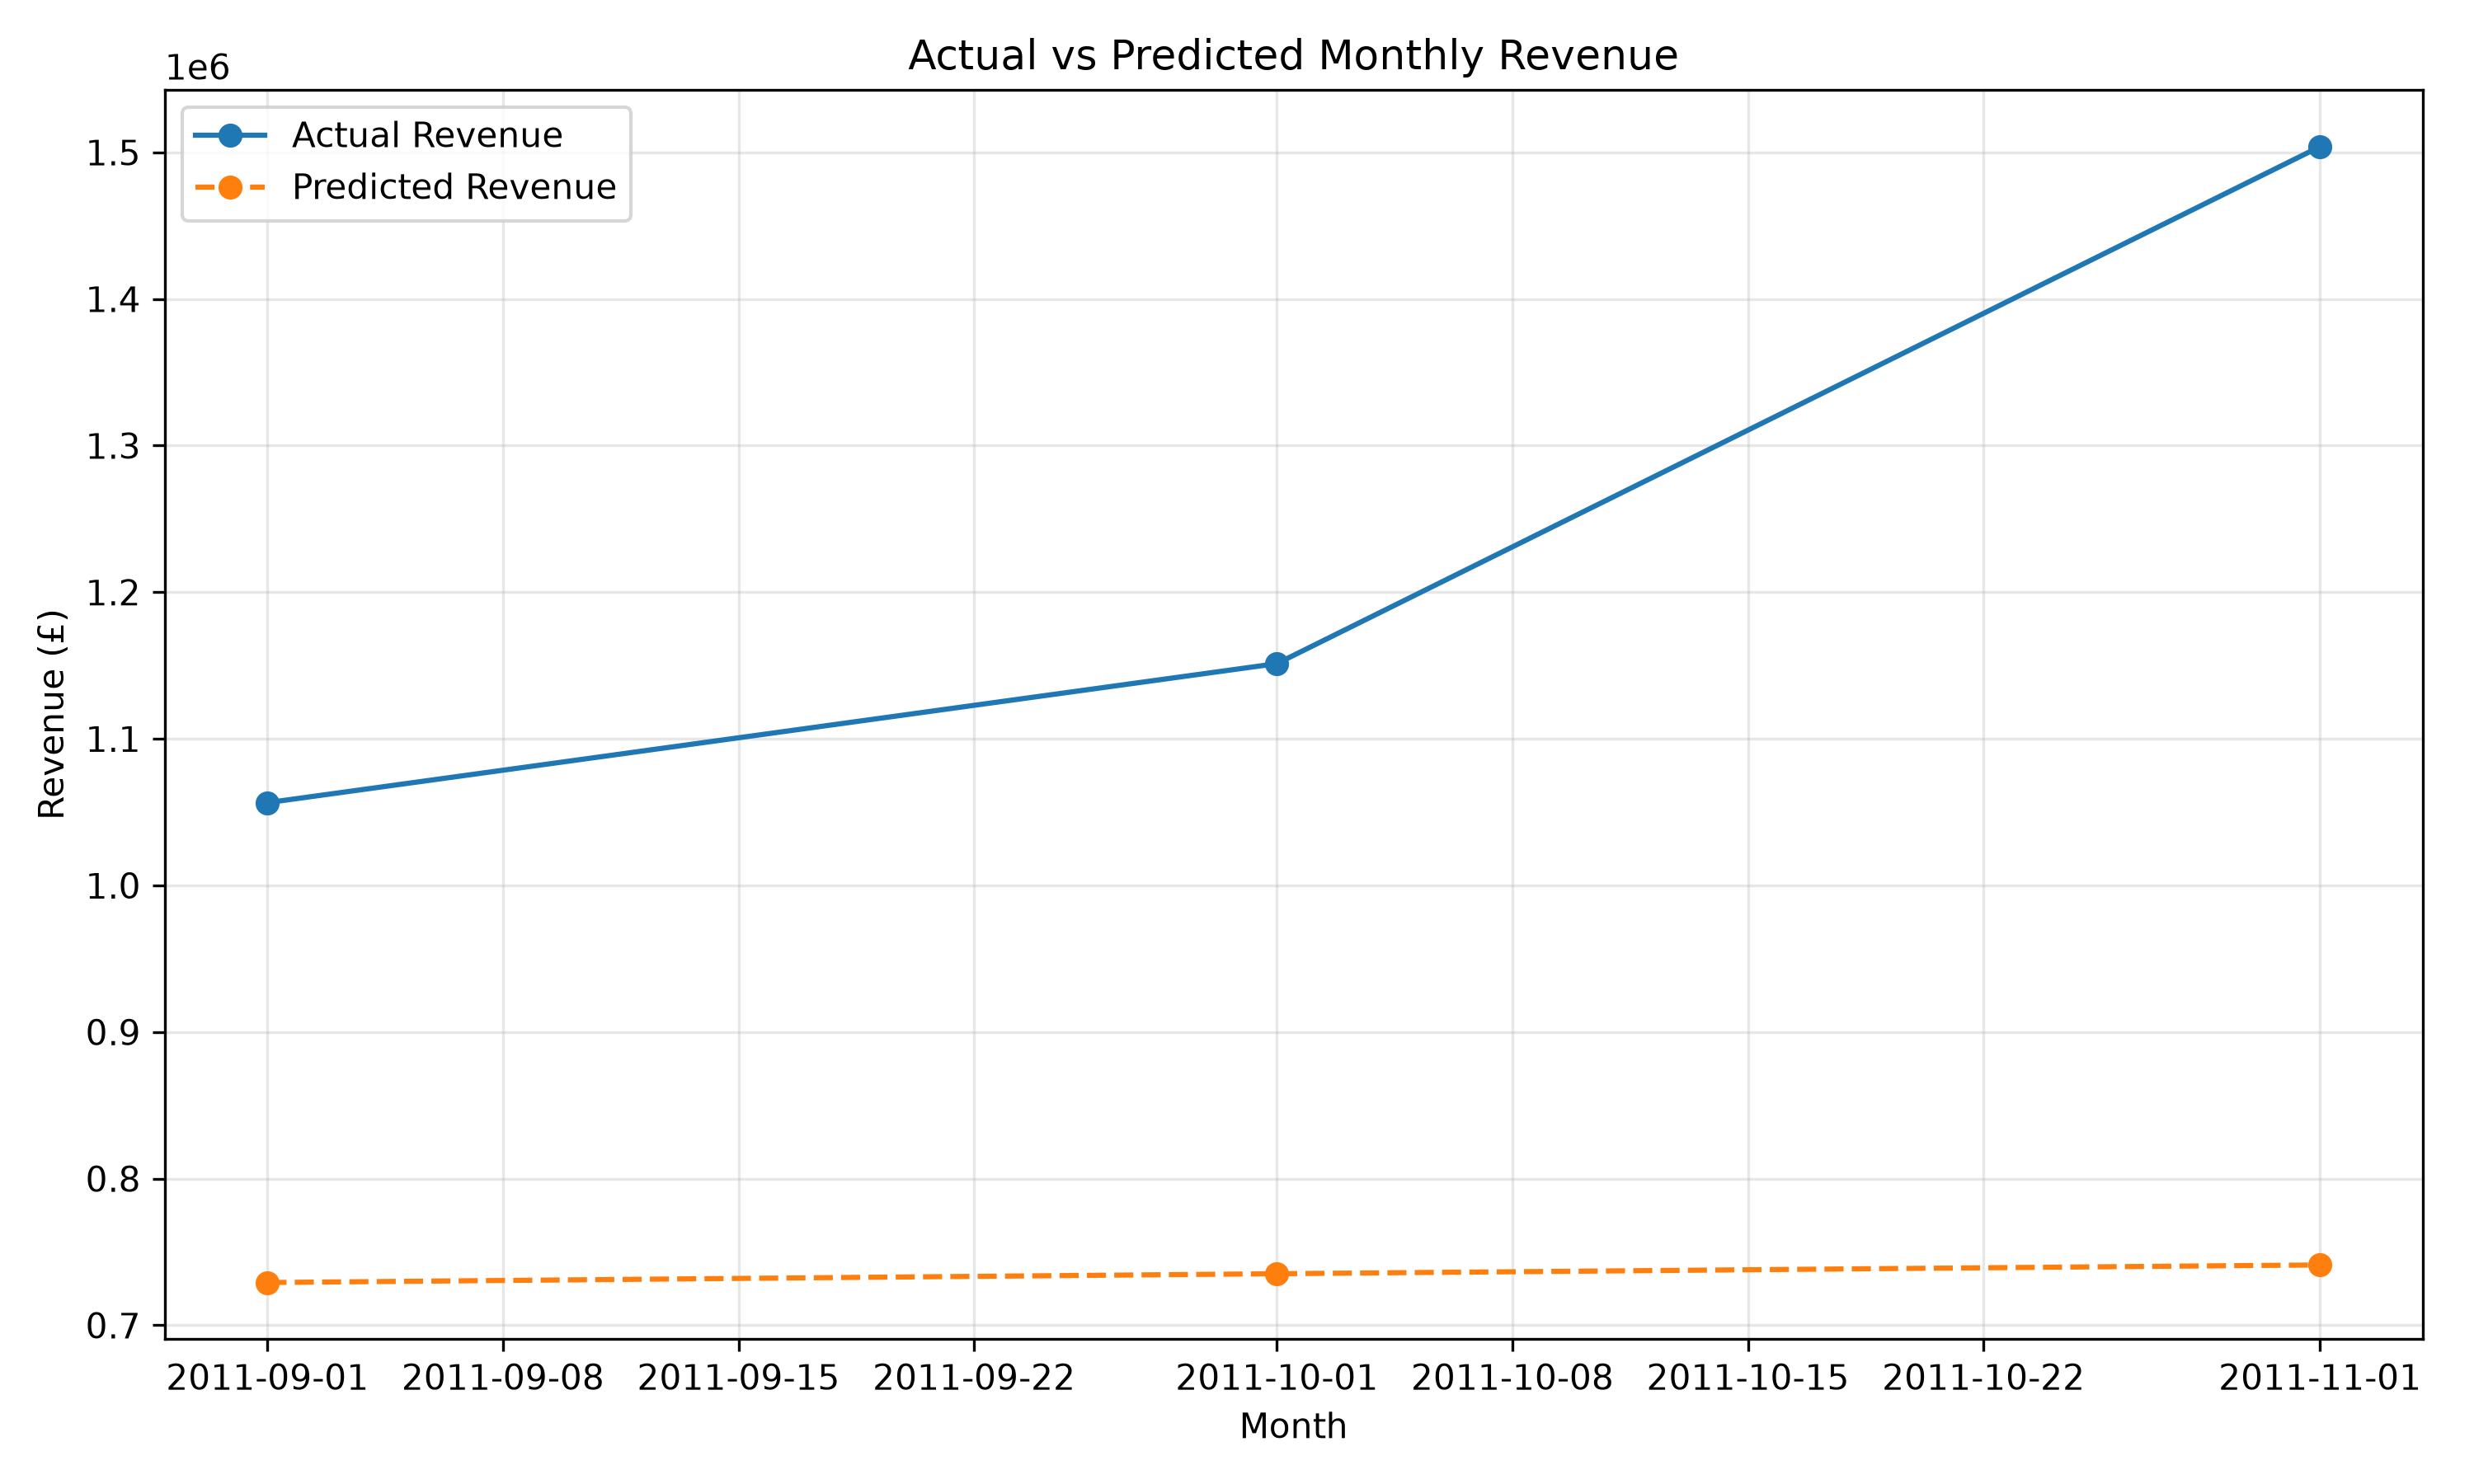 Actual vs Predicted Monthly Revenue
1e6
Actual Revenue
Predicted Revenue
1.5
1.4
1.3
1.2
1.1
1.0
0.9
0.8
0.7
Revenue (£)
2011-09-01 2011-09-08 2011-09-15 2011-09-22 2011-10-01 2011-10-08 2011-10-15 2011-10-22 2011-11-01
Month